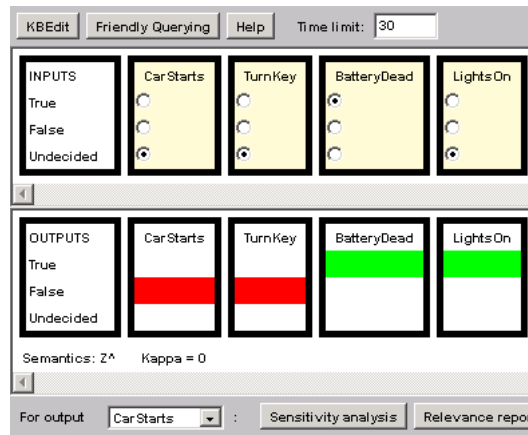 KBEdit Friendly Querying Help Time limit: 30
INPUTS CarStarts TurnKey BatteryDead LightsOn
True
False
Undecided
OUTPUTS CarStarts TurnKey BatteryDead LightsOn
True
False
Undecided
Semantics: Z^ Kappa = 0
For output CarStarts : Sensitivity analysis Relevance repo